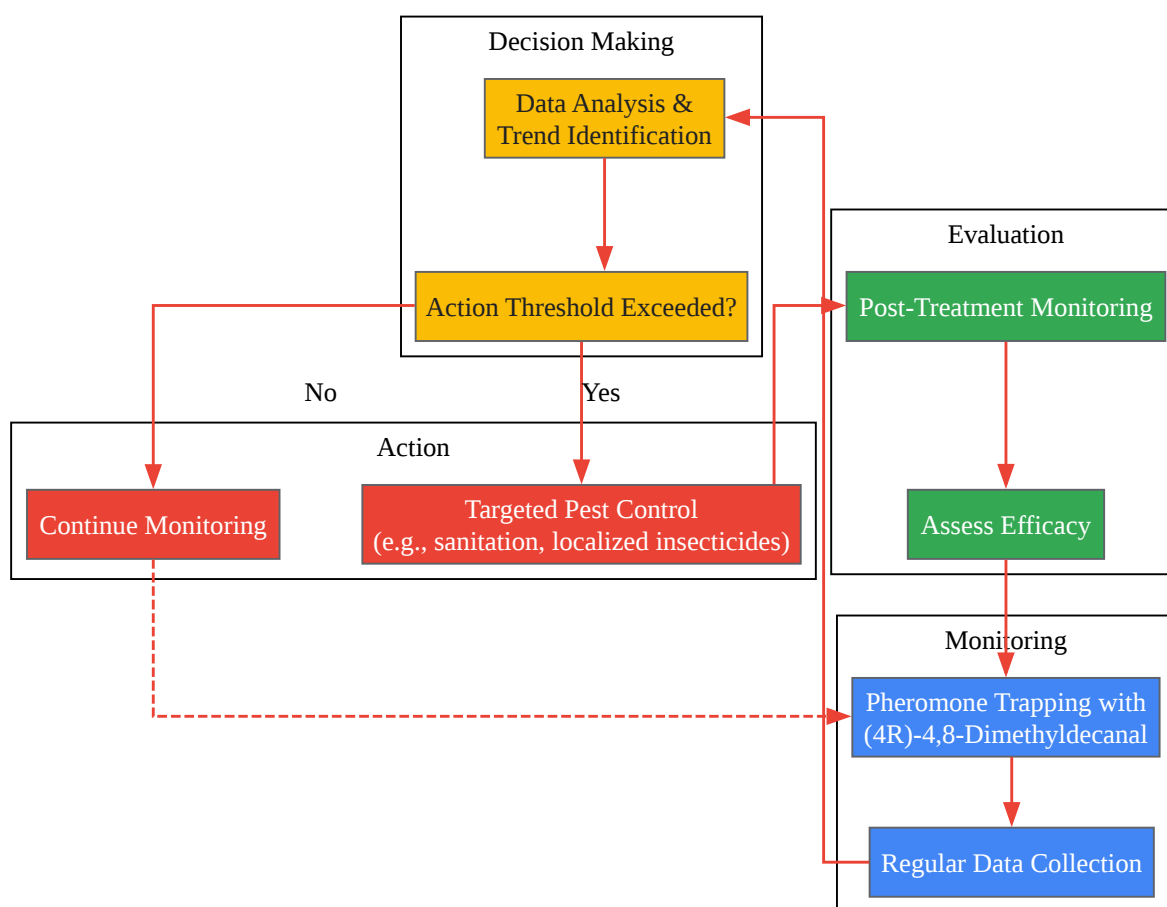 Decision Making
Data Analysis &
Trend Identification
Evaluation
Action Threshold Exceeded?
Post-Treatment Monitoring
No
Yes
Action
Continue Monitoring
Targeted Pest Control
(e.g., sanitation, localized insecticides)
Assess Efficacy
Monitoring
Pheromone Trapping with
(4R)-4,8-Dimethyldecanal
Regular Data Collection